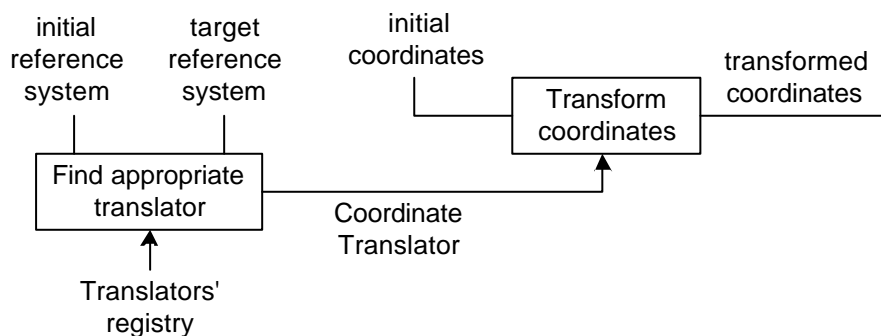 initial
reference
system
target
reference
system
initial
coordinates
transformed
coordinates
Transform
coordinates
Find appropriate
translator
Coordinate
Translator
Translators'
registry